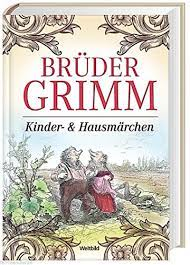 BRÜDER
GRIMM
Kinder- & Hausmärchen
Weltbild